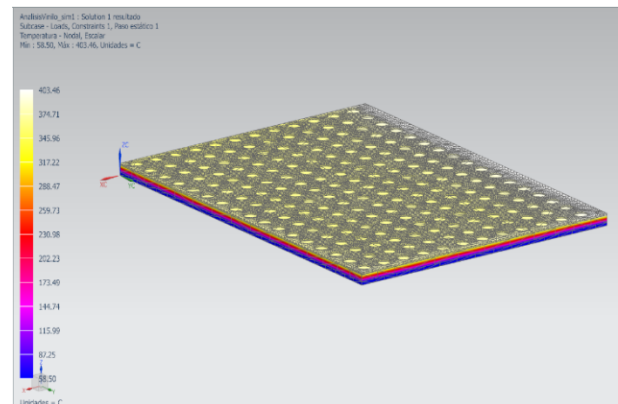 AnalisisVinilo_sim1 : Solution 1 resultado
Subcase - Loads, Constraints 1, Paso estático 1
Temperatura - Nodal, Escalar
Mín : 58.50, Máx : 403.46, Unidades = C
403.46
374.71
345.96
317.22
288.47
259.73
230.98
202.23
173.49
144.74
115.99
87.25
58.50
Unidades = C
ZC
XC
YC